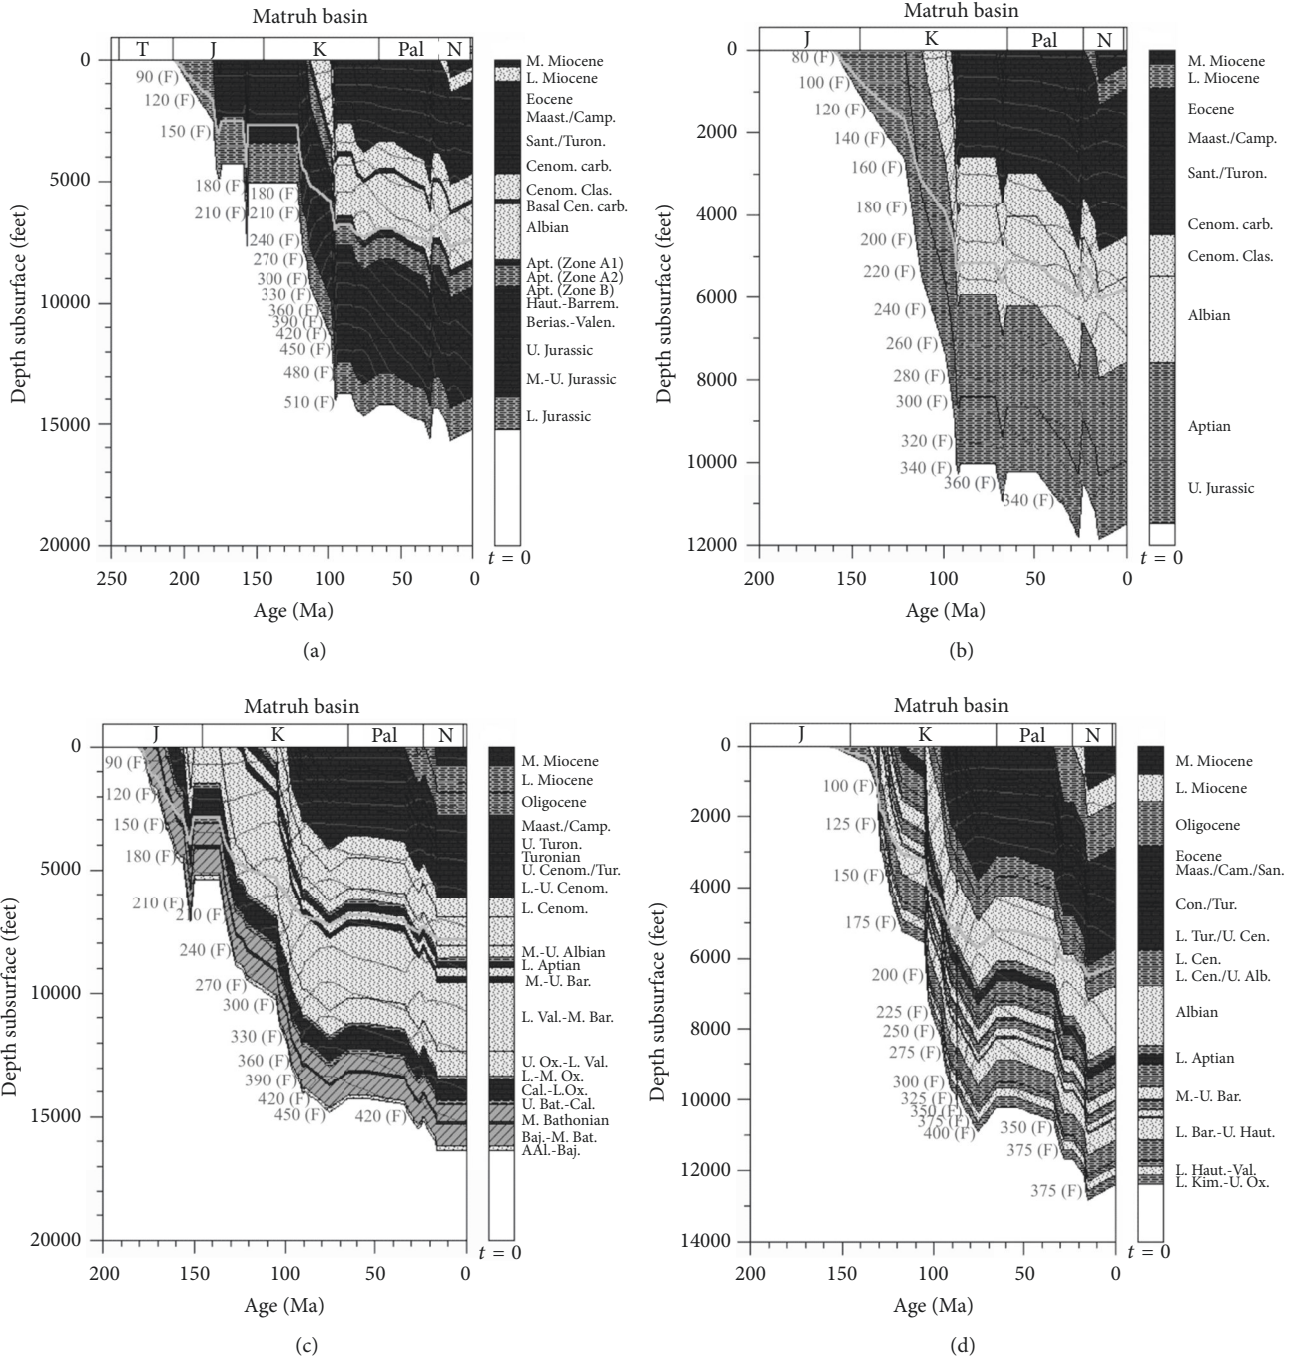 Matruh basin
T J K Pal N
0
5000
10000
15000
20000
Depth subsurface (feet)
90 (F)
120 (F)
150 (F)
180 (F)
180 (F)
210 (F)
210 (F)
240 (F)
270 (F)
300 (F)
330 (F)
360 (F)
390 (F)
420 (F)
450 (F)
480 (F)
510 (F)
M. Miocene
L. Miocene
Eocene
Maast./Camp.
Sant./Turon.
Cenom. carb.
Cenom. Clas.
Basal Cen. carb.
Albian
Apt. (Zone A1)
Apt. (Zone A2)
Apt. (Zone B)
Haut.-Barrem.
Berias.-Valen.
U. Jurassic
M.-U. Jurassic
L. Jurassic
t = 0
250 200 150 100 50 0
Age (Ma)
(a)
Matruh basin
J K Pal N
0
2000
4000
6000
8000
10000
12000
Depth subsurface (feet)
80 (F)
100 (F)
120 (F)
140 (F)
160 (F)
180 (F)
200 (F)
220 (F)
240 (F)
260 (F)
280 (F)
300 (F)
320 (F)
340 (F)
360 (F)
340 (F)
M. Miocene
L. Miocene
Eocene
Maast./Camp.
Sant./Turon.
Cenom. carb.
Cenom. Clas.
Albian
Aptian
U. Jurassic
t = 0
200 150 100 50 0
Age (Ma)
(b)
Matruh basin
J K Pal N
0
5000
10000
15000
20000
Depth subsurface (feet)
90 (F)
120 (F)
150 (F)
180 (F)
210 (F)
210 (F)
240 (F)
270 (F)
300 (F)
330 (F)
360 (F)
390 (F)
420 (F)
450 (F)
420 (F)
M. Miocene
L. Miocene
Oligocene
Maast./Camp.
U. Turon.
Turonian
U. Cenom./Tur.
L.-U. Cenom.
L. Cenom.
M.-U. Albian
L. Aptian
M.-U. Bar.
L. Val.-M. Bar.
U. Ox.-L. Val.
L.-M. Ox.
Cal.-L.Ox.
U. Bat.-Cal.
M. Bathonian
Baj.-M. Bat.
AAl.-Baj.
t = 0
200 150 100 50 0
Age (Ma)
(c)
Matruh basin
J K Pal N
0
2000
4000
6000
8000
10000
12000
14000
Depth subsurface (feet)
100 (F)
125 (F)
150 (F)
175 (F)
200 (F)
225 (F)
250 (F)
275 (F)
300 (F)
325 (F)
350 (F)
375 (F)
400 (F)
350 (F)
375 (F)
375 (F)
M. Miocene
L. Miocene
Oligocene
Eocene
Maas./Cam./San.
Con./Tur.
L. Tur./U. Cen.
L. Cen.
L. Cen./U. Alb.
Albian
L. Aptian
M.-U. Bar.
L. Bar.-U. Haut.
L. Haut.-Val.
L. Kim.-U. Ox.
t = 0
200 150 100 50 0
Age (Ma)
(d)